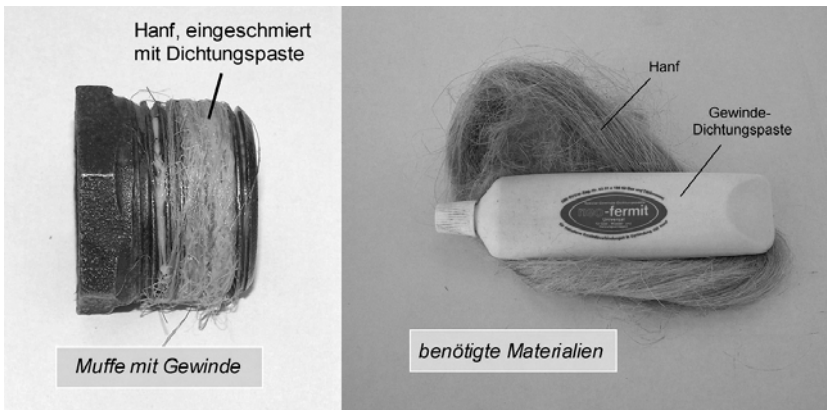 Hanf, eingeschmiert
mit Dichtungspaste
Muffe mit Gewinde
Hanf
Gewinde-
Dichtungspaste
-fermit
benötigte Materialien